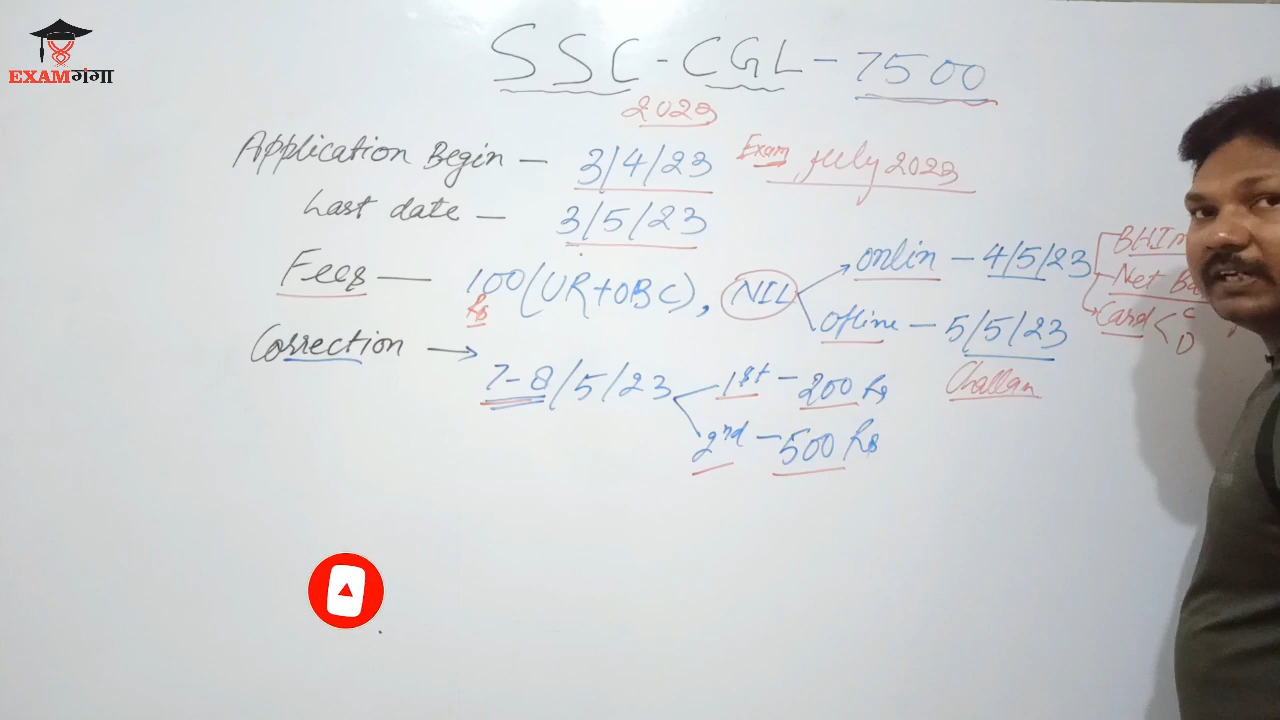 EXAMगंगा
SSC-CGL-7500
2023
Application Begin - 3/4/23
Exam July 2023
Last date - 3/5/23
Fees - 100 (UR+OBC), NIL
Rs
Onlin - 4/5/23
BHIM
Net Ba
Card < C
D
Ofline - 5/5/23
Challan
Correction →
7-8/5/23
1st - 200 Rs
2nd - 500 Rs